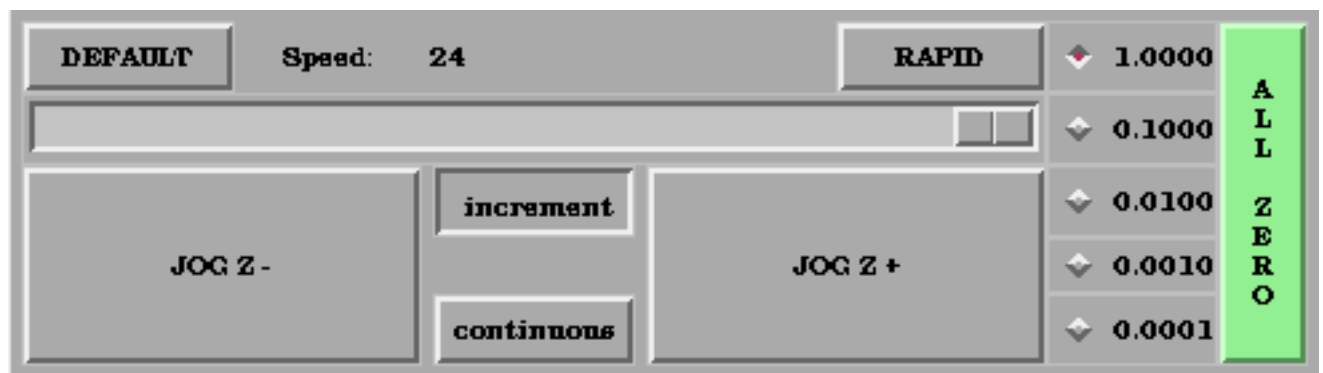 DEFAULT Speed: 24 RAPID
1.0000
0.1000
increment
0.0100
JOG Z -
JOG Z +
0.0010
continuous
0.0001
ALL ZERO